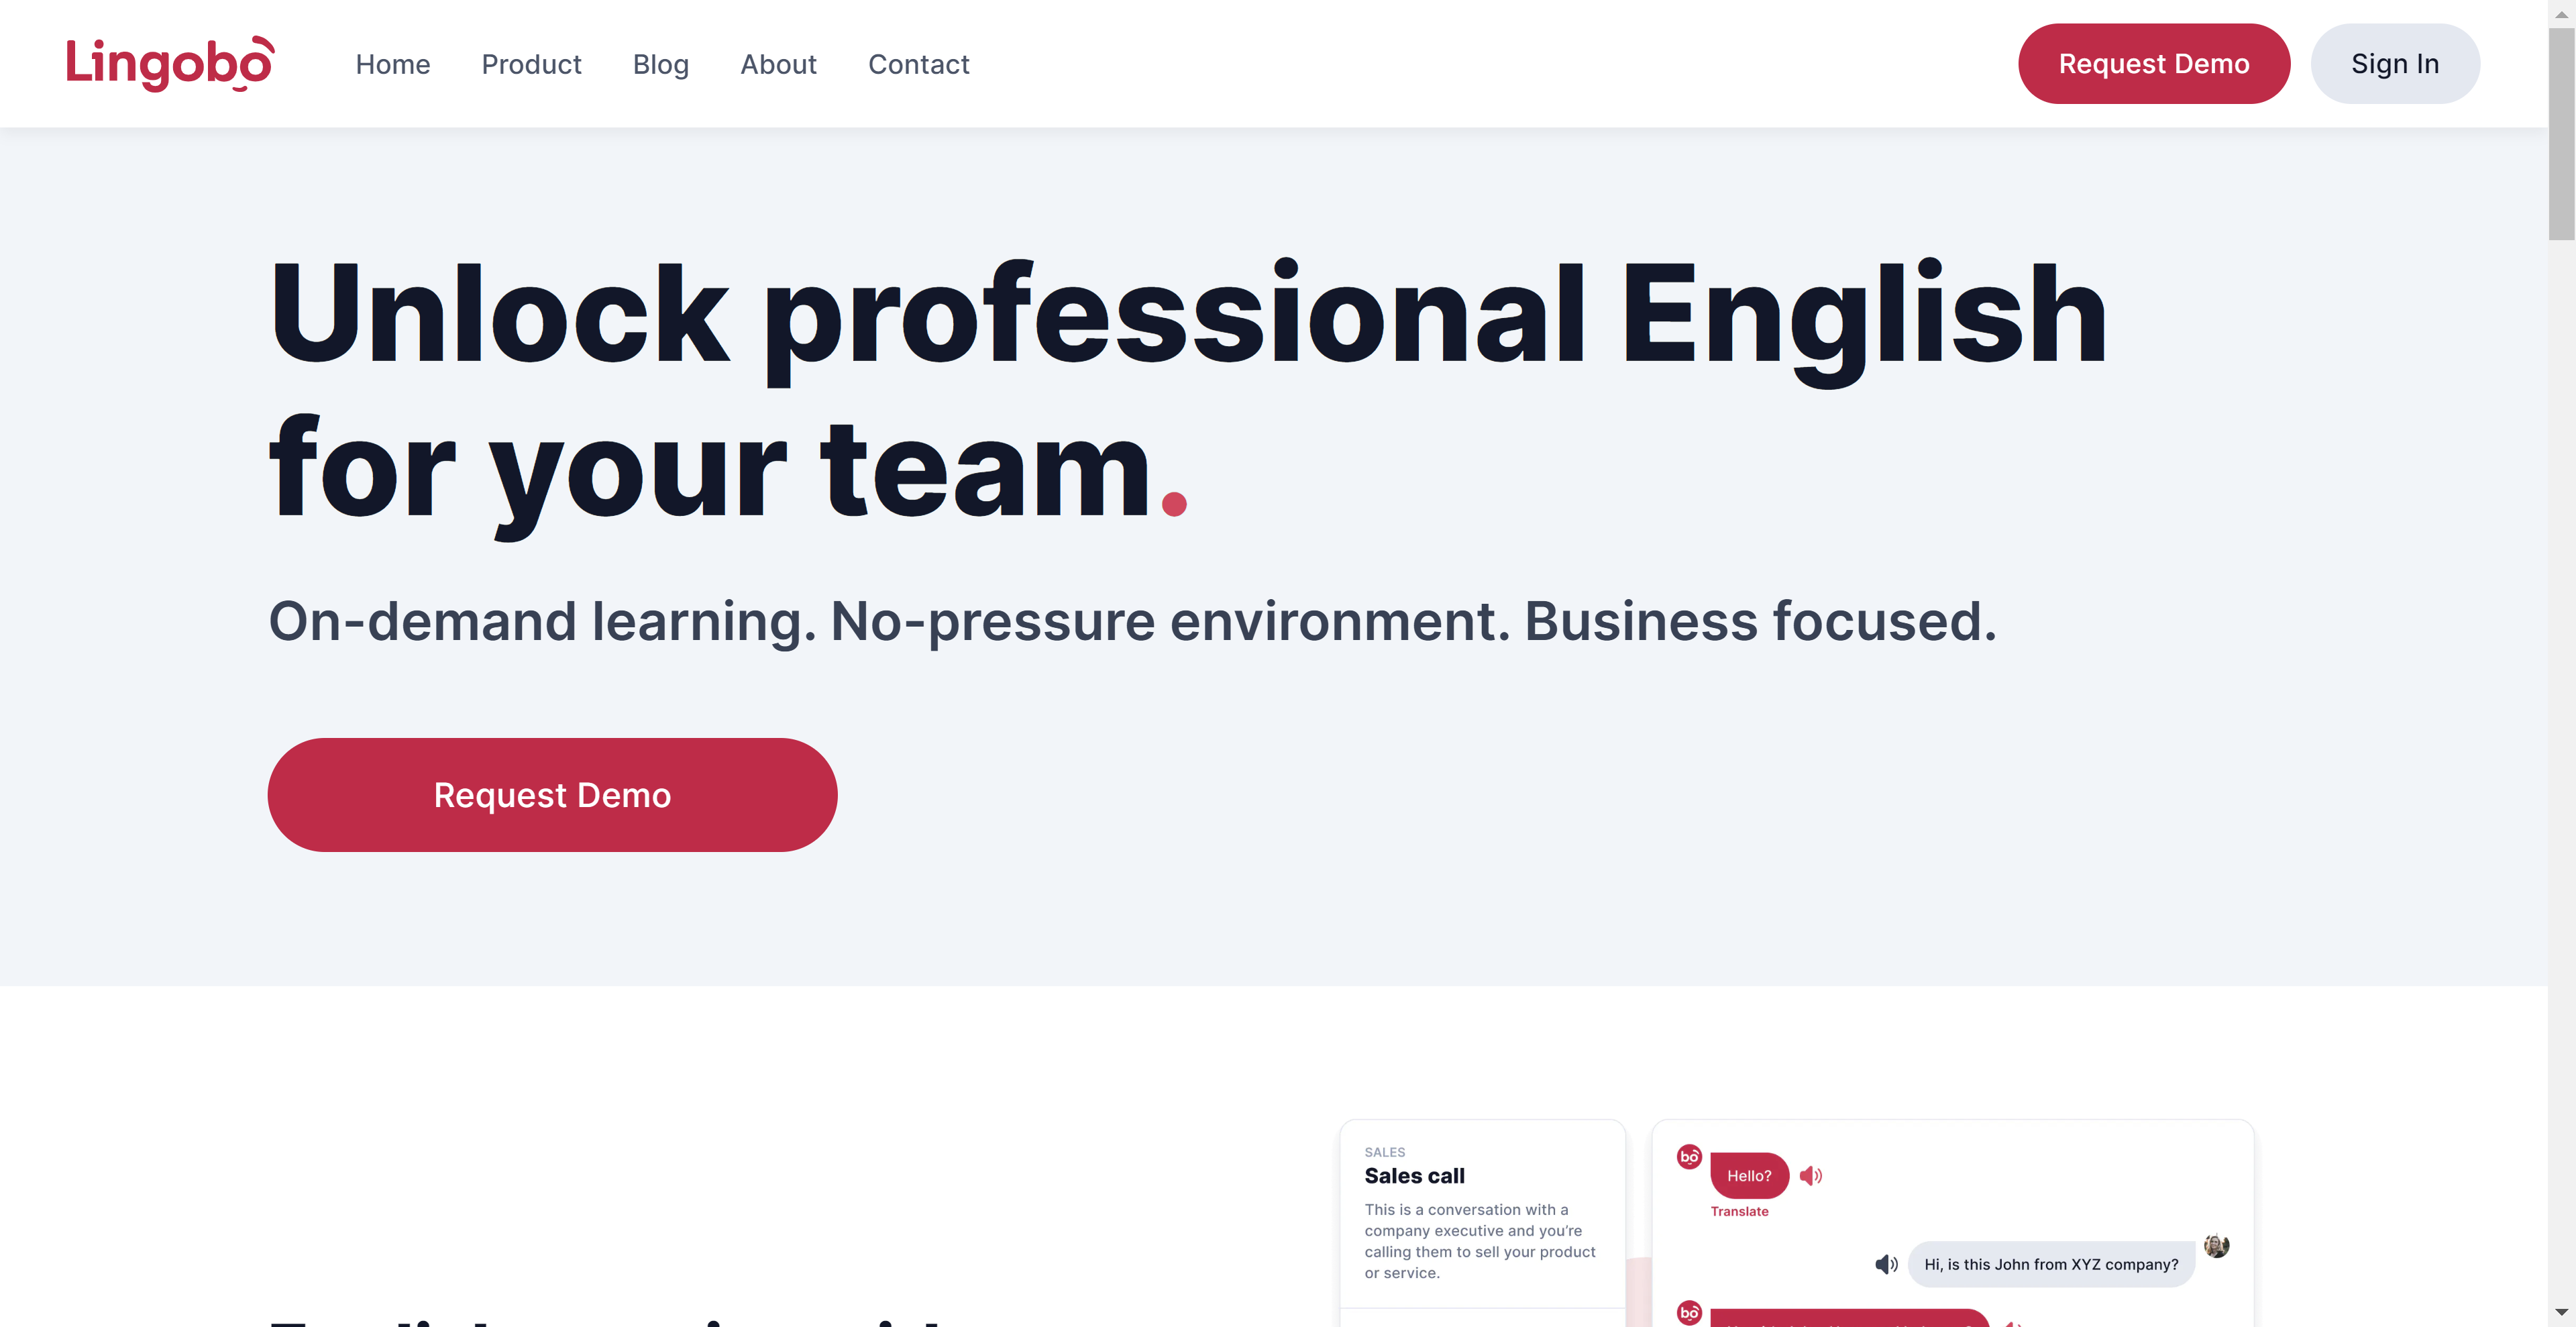 Lingobo
Home
Product
Blog
About
Contact
Request Demo
Sign In
Unlock professional English
for your team.
On-demand learning. No-pressure environment. Business focused.
Request Demo
SALES
Sales call
This is a conversation with a
company executive and you're
calling them to sell your product
or service.
bo
Hello?
Translate
Hi, is this John from XYZ company?
bo